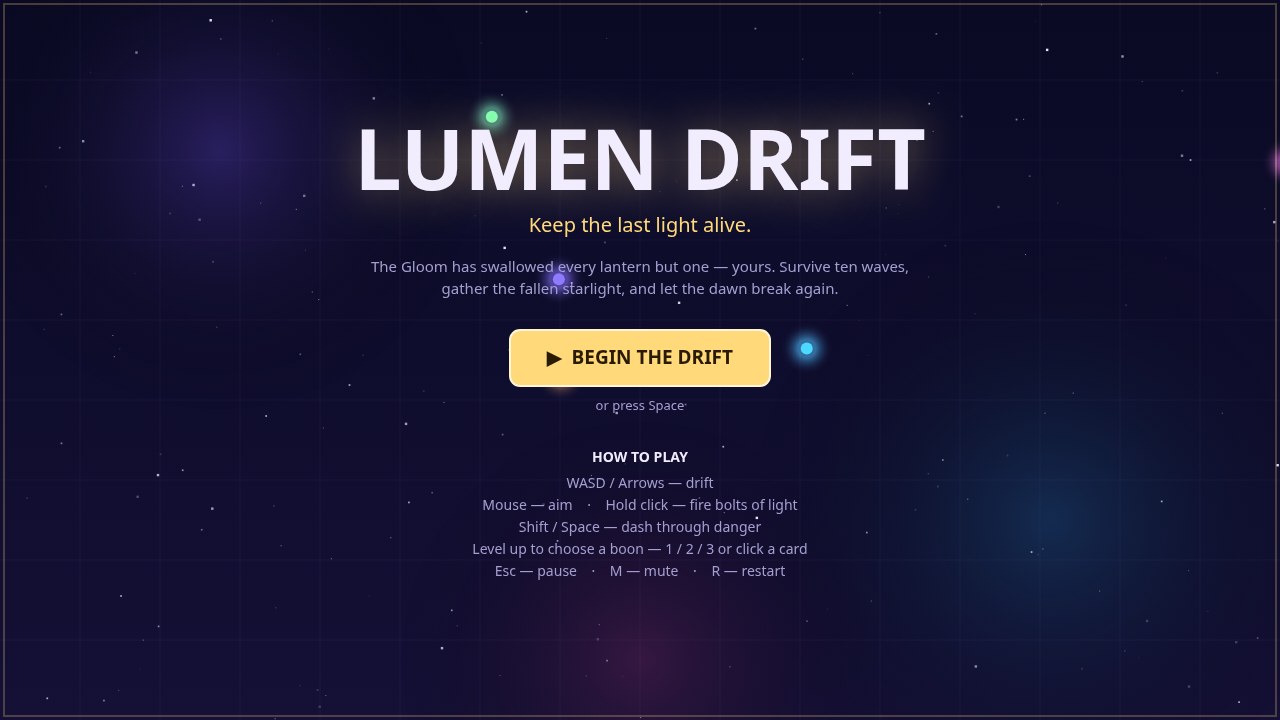 LUMEN DRIFT
Keep the last light alive.
The Gloom has swallowed every lantern but one — yours. Survive ten waves,
gather the fallen starlight, and let the dawn break again.
▶ BEGIN THE DRIFT
or press Space
HOW TO PLAY
WASD / Arrows — drift
Mouse — aim · Hold click — fire bolts of light
Shift / Space — dash through danger
Level up to choose a boon — 1 / 2 / 3 or click a card
Esc — pause · M — mute · R — restart